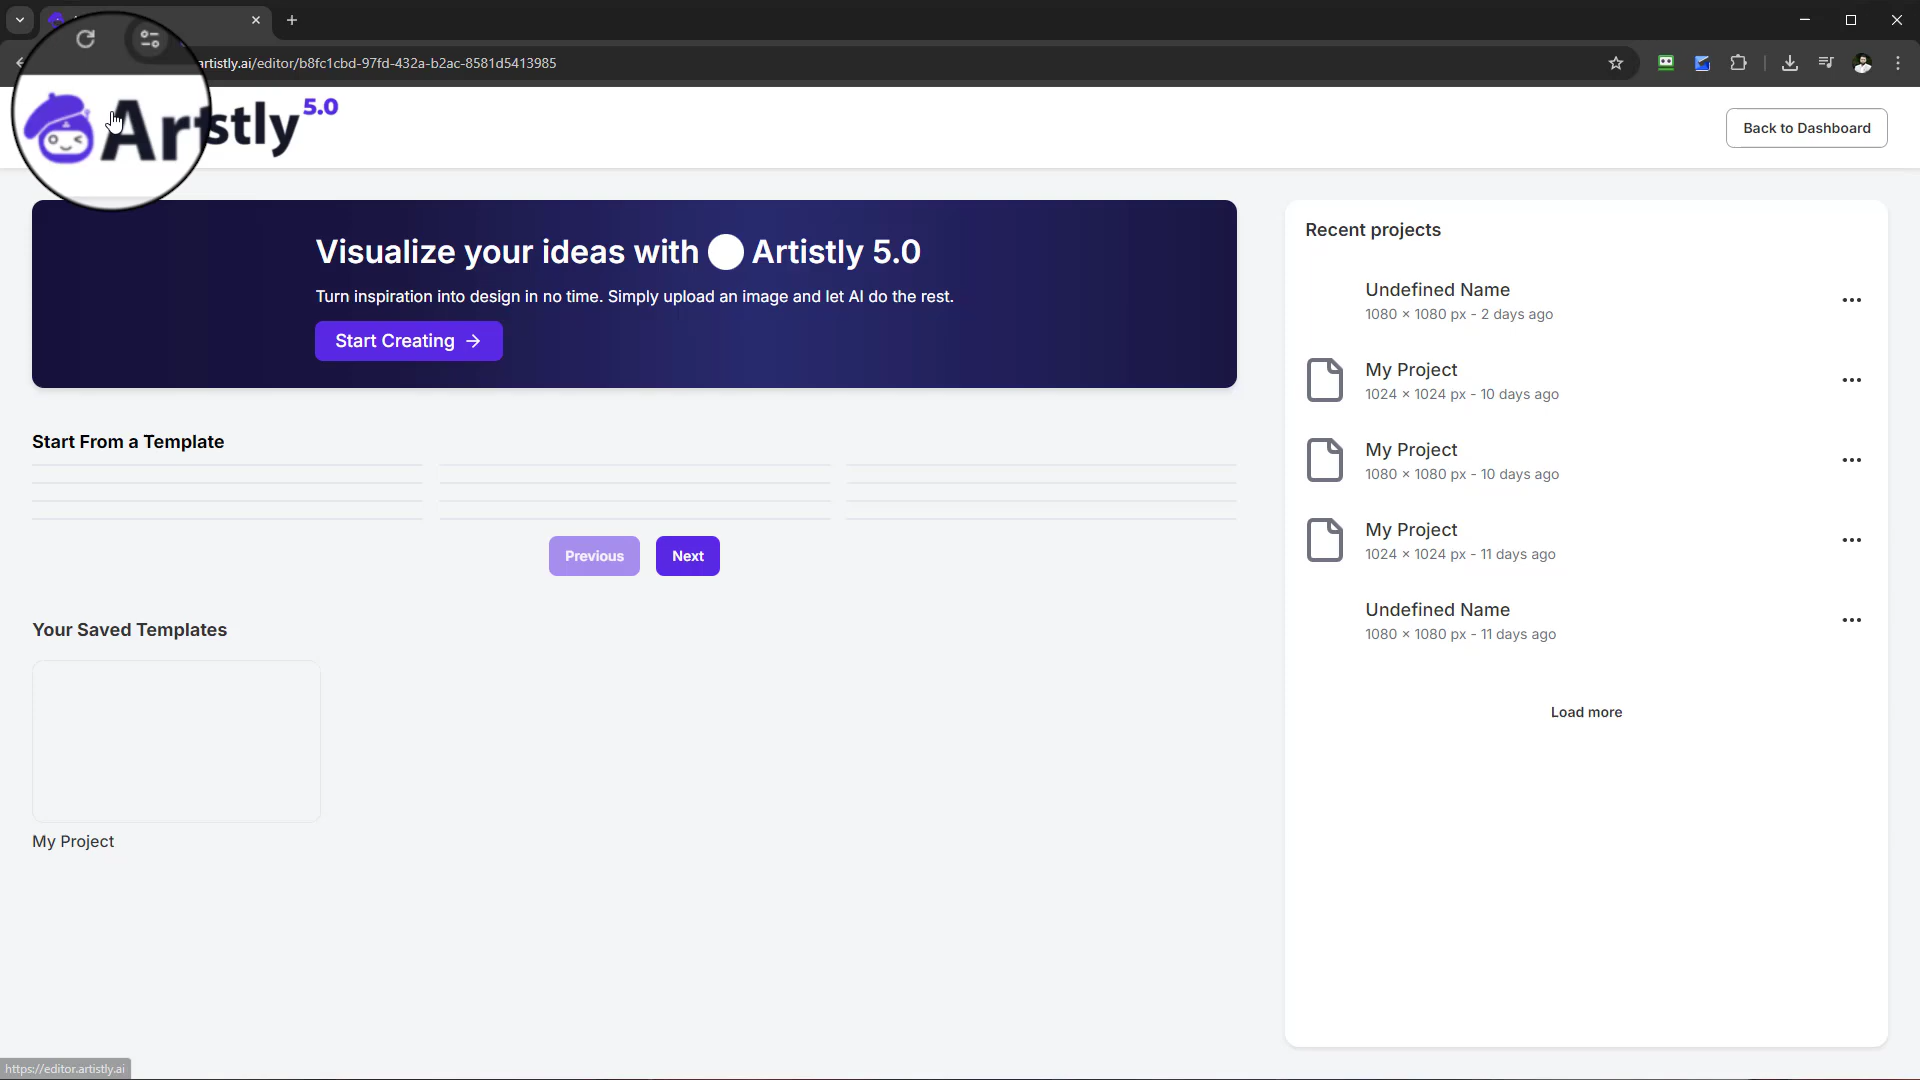 artistly.ai/editor/b8fc1cbd-97fd-432a-b2ac-8581d5413985
Artistly 5.0
Back to Dashboard
Visualize your ideas with Artistly 5.0
Turn inspiration into design in no time. Simply upload an image and let AI do the rest.
Start Creating →
Start From a Template
Previous
Next
Your Saved Templates
My Project
Recent projects
Undefined Name
1080 × 1080 px - 2 days ago
My Project
1024 × 1024 px - 10 days ago
My Project
1080 × 1080 px - 10 days ago
My Project
1024 × 1024 px - 11 days ago
Undefined Name
1080 × 1080 px - 11 days ago
Load more
https://editor.artistly.ai